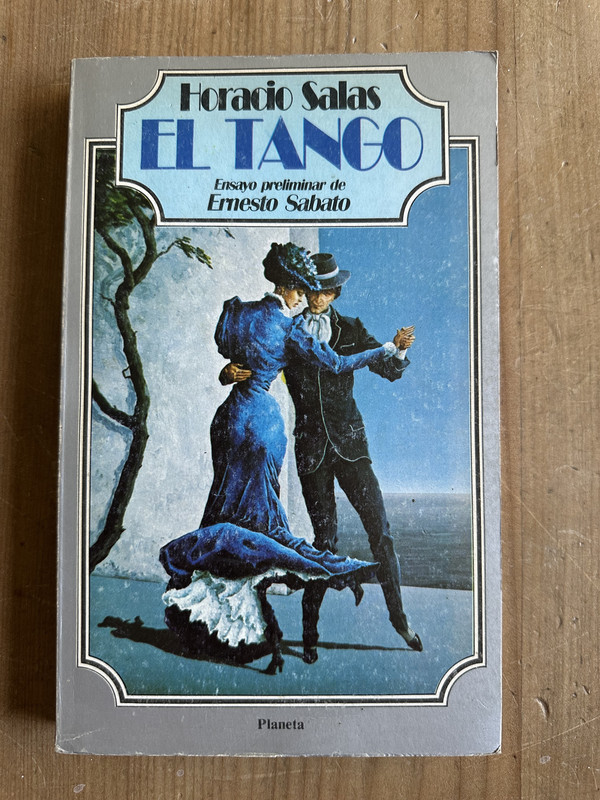 Horacio Salas
EL TANGO
Ensayo preliminar de
Ernesto Sabato
Planeta